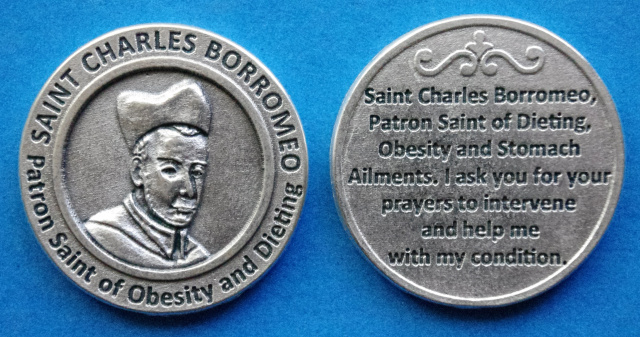 SAINT CHARLES BORROMEO
Patron Saint of Obesity and Dieting
Saint Charles Borromeo,
Patron Saint of Dieting,
Obesity and Stomach
Ailments. I ask you for your
prayers to intervene
and help me
with my condition.